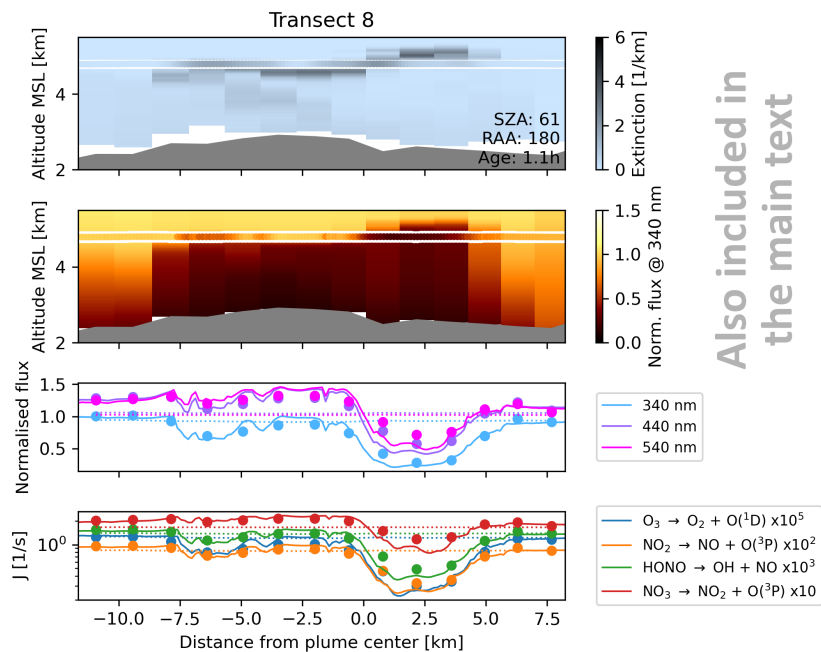 Transect 8
Altitude MSL [km]
4
2
SZA: 61
RAA: 180
Age: 1.1h
6
4
2
0
Extinction [1/km]
Altitude MSL [km]
4
2
1.5
1.0
0.5
0.0
Norm. flux @ 340 nm
Also included in
the main text
Normalised flux
1.5
1.0
0.5
340 nm
440 nm
540 nm
J [1/s]
10⁰
−10.0 −7.5 −5.0 −2.5 0.0 2.5 5.0 7.5
Distance from plume center [km]
O₃ → O₂ + O(¹D) x10⁵
NO₂ → NO + O(³P) x10²
HONO → OH + NO x10³
NO₃ → NO₂ + O(³P) x10